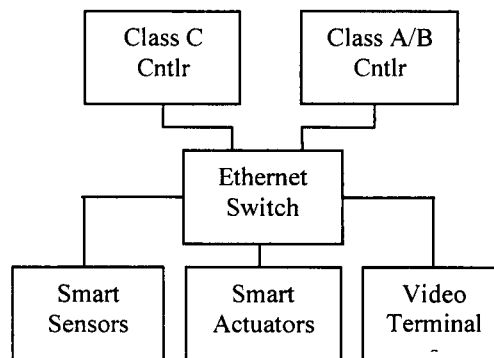 Class C
Cntlr
Class A/B
Cntlr
Ethernet
Switch
Smart
Sensors
Smart
Actuators
Video
Terminal